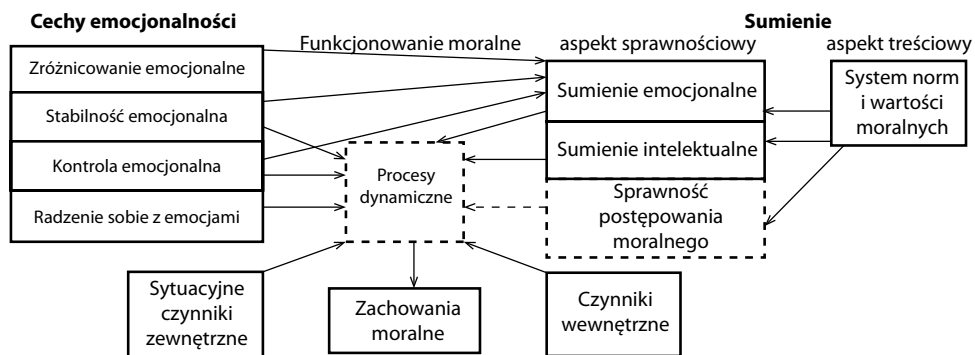 Cechy emocjonalności
Sumienie
Funkcjonowanie moralne
aspekt sprawnościowy
aspekt treściowy
Zróżnicowanie emocjonalne
Stabilność emocjonalna
Kontrola emocjonalna
Radzenie sobie z emocjami
Procesy
dynamiczne
Sumienie emocjonalne
Sumienie intelektualne
Sprawność
postępowania
moralnego
System norm
i wartości
moralnych
Sytuacyjne
czynniki
zewnętrzne
Zachowania
moralne
Czynniki
wewnętrzne